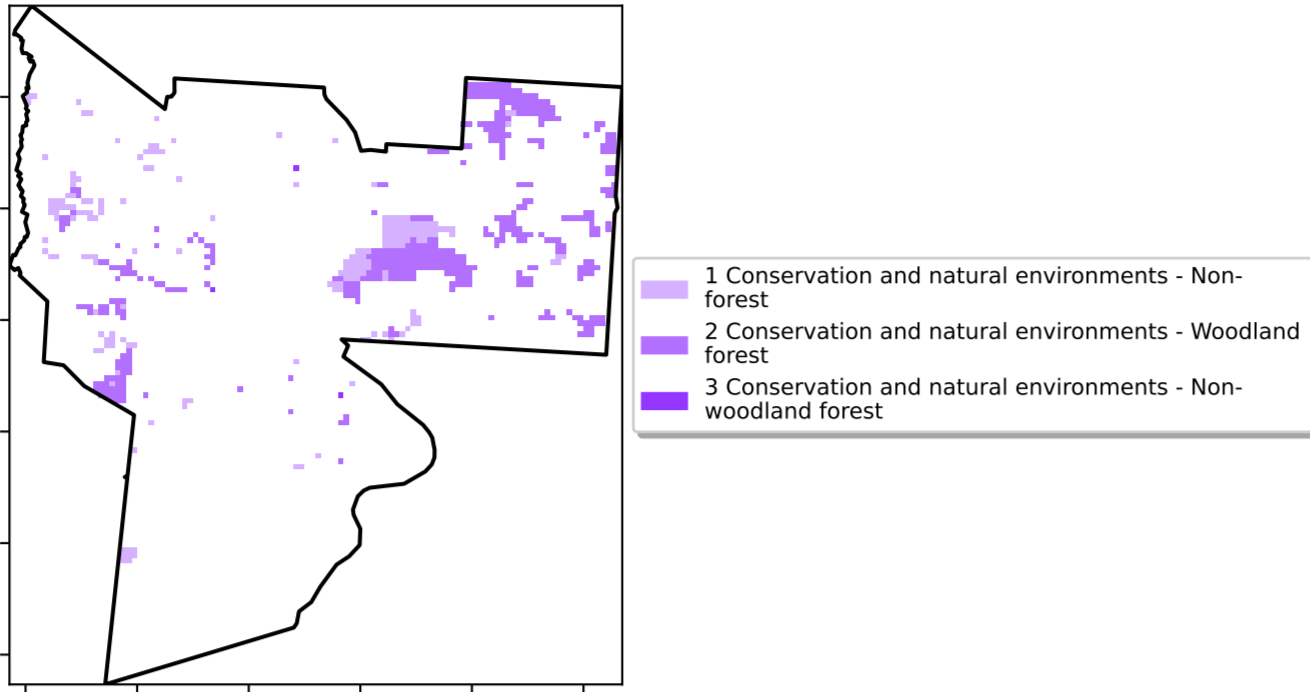 1 Conservation and natural environments - Non-
forest
2 Conservation and natural environments - Woodland
forest
3 Conservation and natural environments - Non-
woodland forest